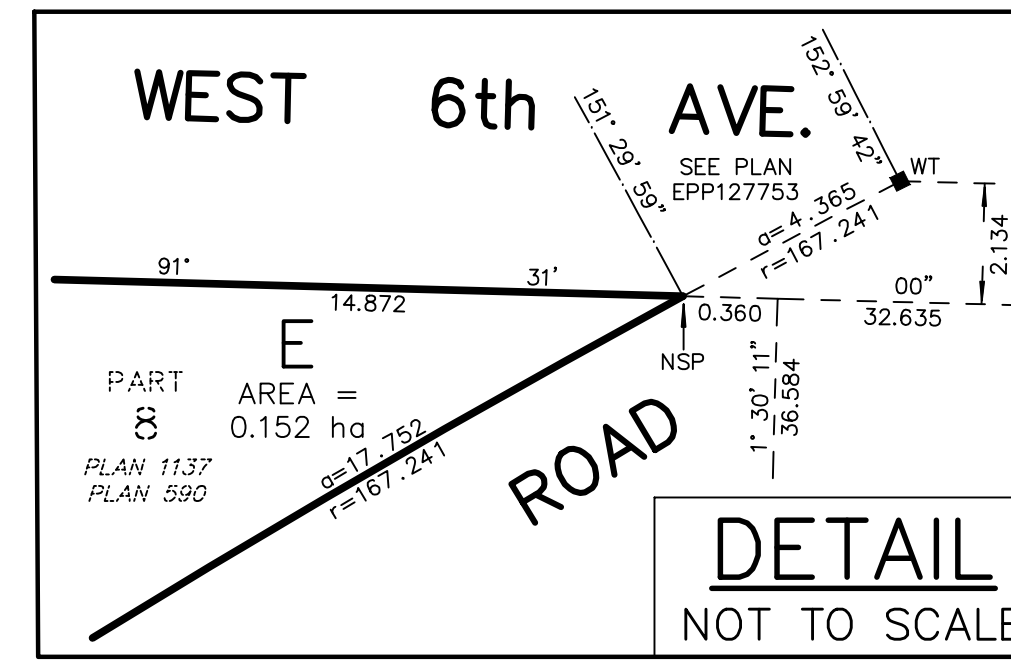 WEST 6th AVE.
SEE PLAN
EPP127753
151° 29' 59"
152° 59' 42"
WT
a=4.365
r=167.241
2.134
91° 31' 00"
14.872
0.360
32.635
NSP
1° 30' 11"
36.584
E
AREA =
0.152 ha
PART
8
PLAN 1137
PLAN 590
a=17.752
r=167.241
ROAD
DETAIL
NOT TO SCALE